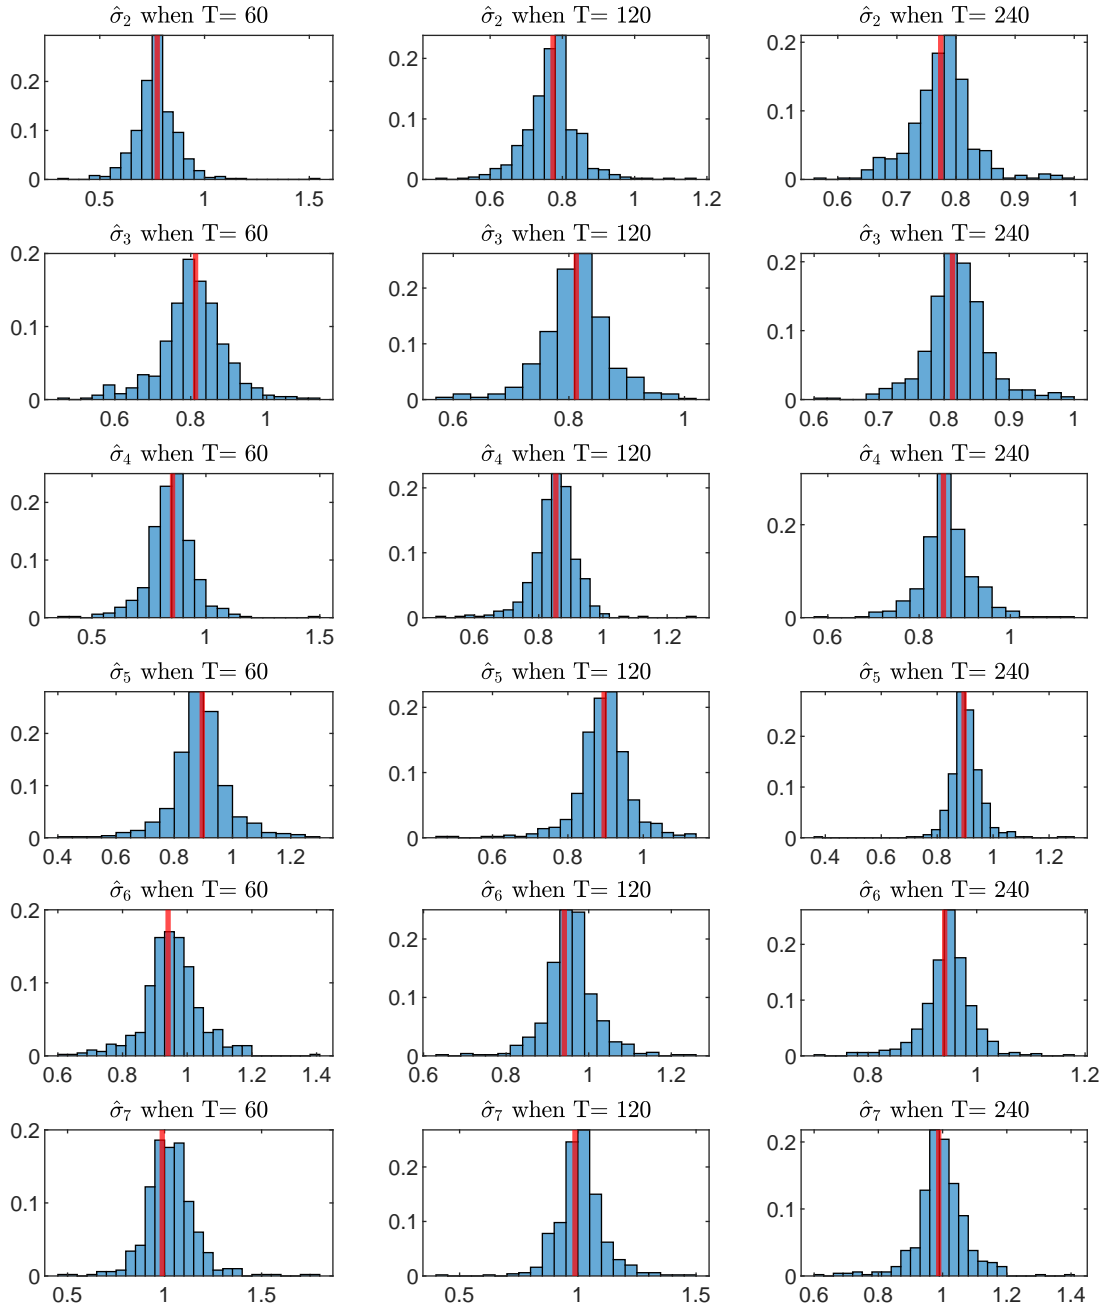 σ̂₂ when T= 60 σ̂₂ when T= 120 σ̂₂ when T= 240
0.2 0.2 0.2
0.1 0.1 0.1
0 0 0
0.5 1 1.5 0.6 0.8 1 1.2 0.6 0.7 0.8 0.9 1
σ̂₃ when T= 60 σ̂₃ when T= 120 σ̂₃ when T= 240
0.2 0.2 0.2
0.1 0.1 0.1
0 0 0
0.6 0.8 1 0.6 0.8 1 0.6 0.7 0.8 0.9 1
σ̂₄ when T= 60 σ̂₄ when T= 120 σ̂₄ when T= 240
0.2 0.2 0.2
0.1 0.1
0 0 0
0.5 1 1.5 0.6 0.8 1 1.2 0.6 0.8 1
σ̂₅ when T= 60 σ̂₅ when T= 120 σ̂₅ when T= 240
0.2 0.2 0.2
0.1 0.1 0.1
0 0 0
0.4 0.6 0.8 1 1.2 0.6 0.8 1 0.4 0.6 0.8 1 1.2
σ̂₆ when T= 60 σ̂₆ when T= 120 σ̂₆ when T= 240
0.2 0.2 0.2
0.1 0.1 0.1
0 0 0
0.6 0.8 1 1.2 1.4 0.6 0.8 1 1.2 0.8 1 1.2
σ̂₇ when T= 60 σ̂₇ when T= 120 σ̂₇ when T= 240
0.2 0.2 0.2
0.1 0.1 0.1
0 0 0
0.5 1 1.5 0.5 1 1.5 0.6 0.8 1 1.2 1.4